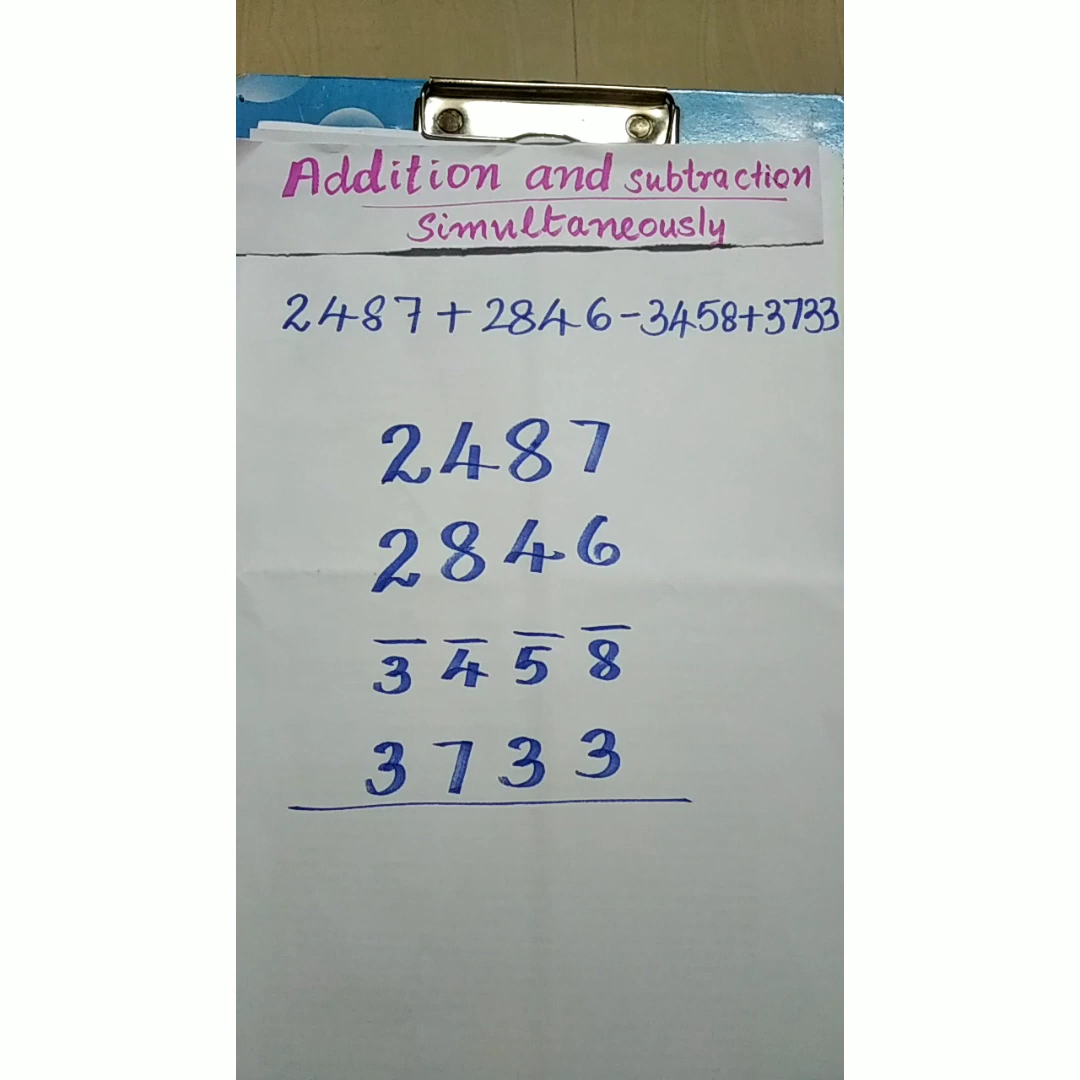 Addition and subtraction
Simultaneously
2487+2846-3458+3733
2487
2846
3̅ 4̅ 5̅ 8̅
3733